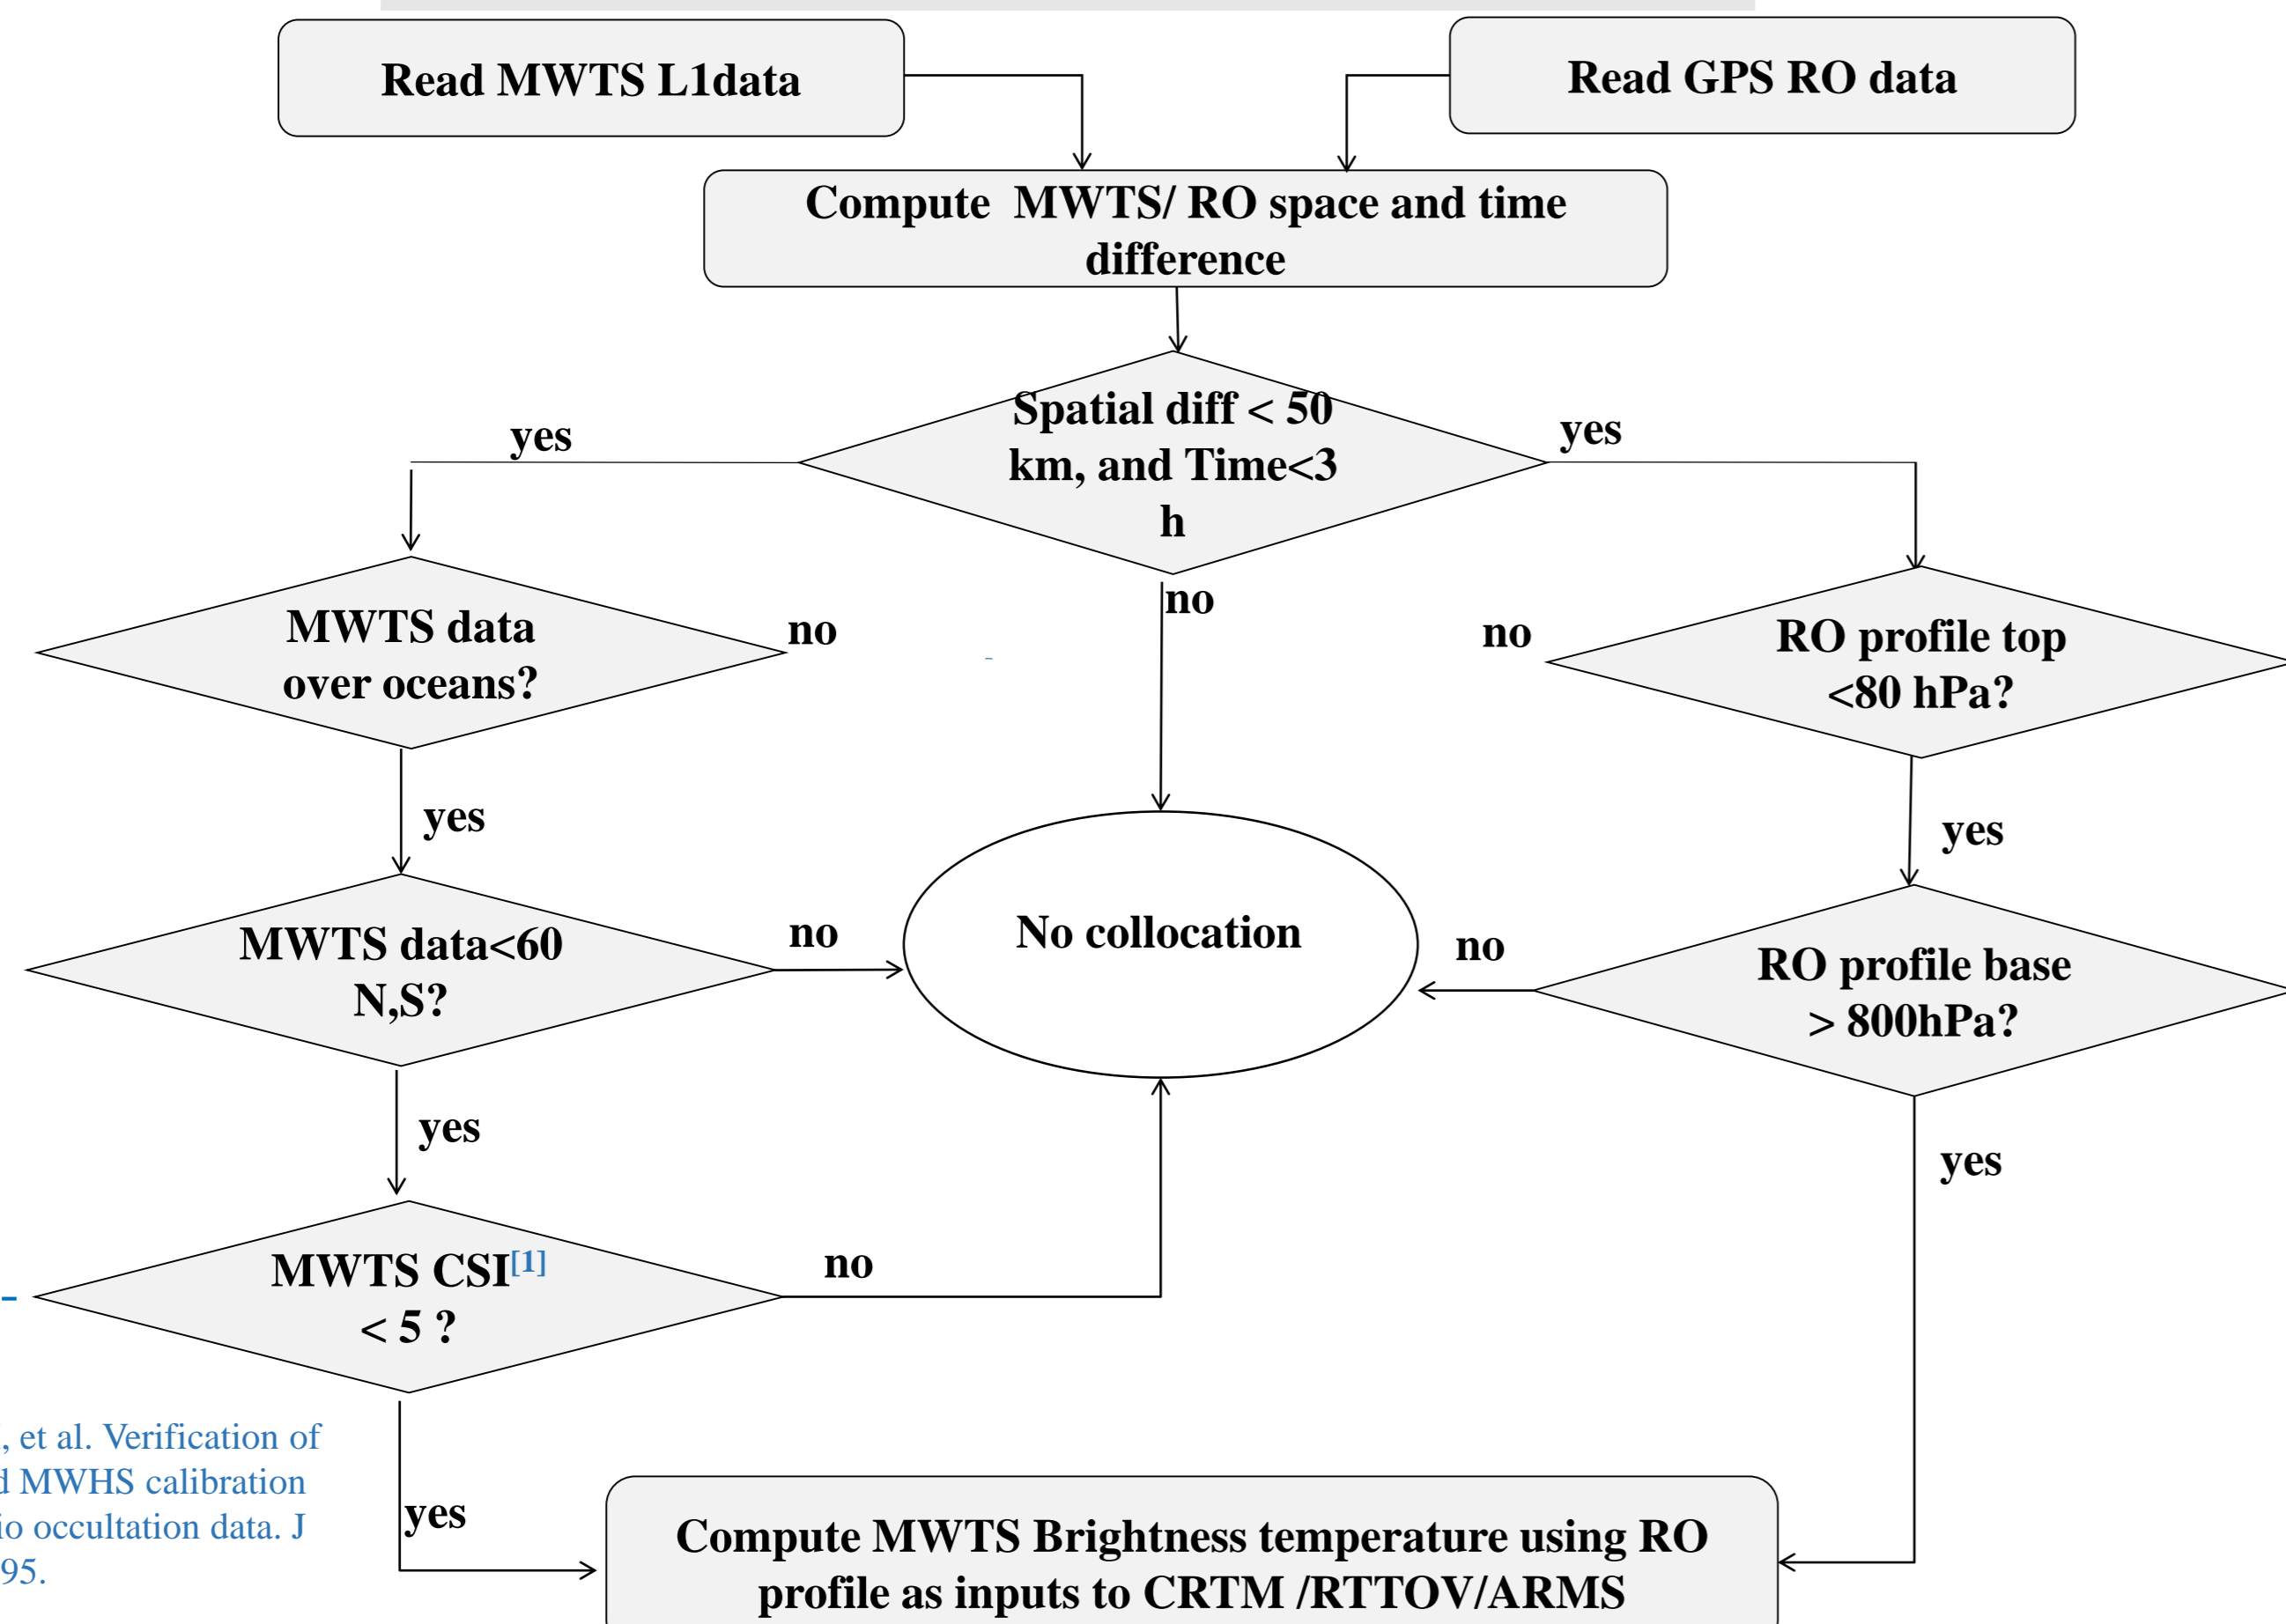 Read MWTS L1data
Read GPS RO data
Compute MWTS/ RO space and time
difference
Spatial diff < 50
km, and Time<3
h
yes
yes
no
MWTS data
over oceans?
no
no
RO profile top
<80 hPa?
yes
yes
MWTS data<60
N,S?
no
No collocation
no
RO profile base
> 800hPa?
yes
yes
MWTS CSI[1]
< 5 ?
no
yes
, et al. Verification of
d MWHS calibration
io occultation data. J
95.
Compute MWTS Brightness temperature using RO
profile as inputs to CRTM /RTTOV/ARMS